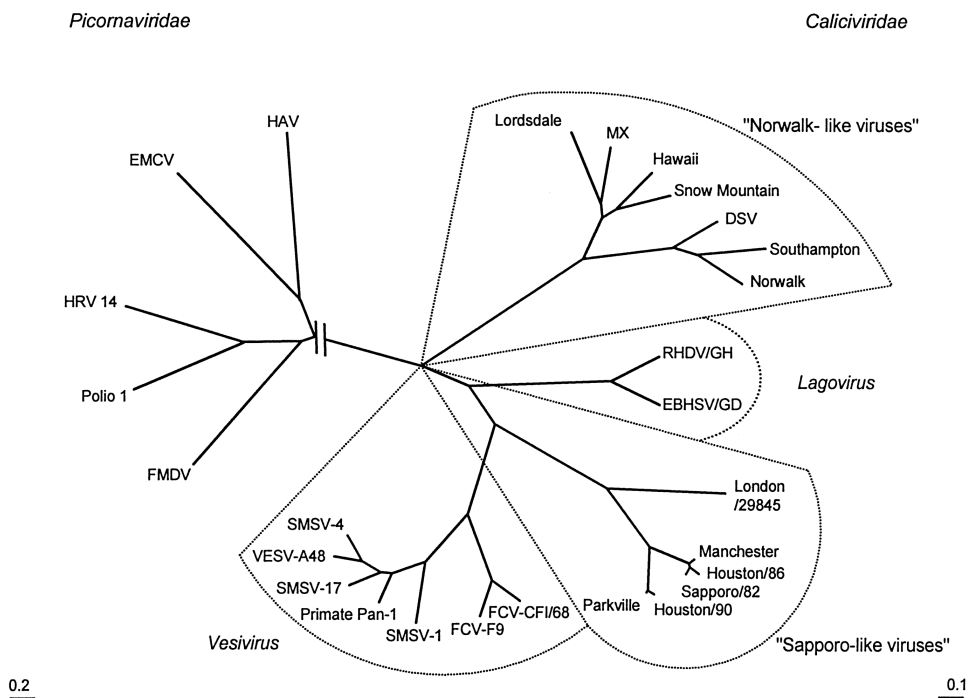 Picornaviridae
Caliciviridae
Lordsdale
MX
"Norwalk- like viruses"
HAV
EMCV
Hawaii
Snow Mountain
DSV
Southampton
Norwalk
HRV 14
RHDV/GH
Lagovirus
Polio 1
EBHSV/GD
FMDV
London
/29845
SMSV-4
VESV-A48
Manchester
Houston/86
SMSV-17
Sapporo/82
Primate Pan-1
Parkville
Houston/90
FCV-CFI/68
SMSV-1
FCV-F9
Vesivirus
"Sapporo-like viruses"
0.2
0.1